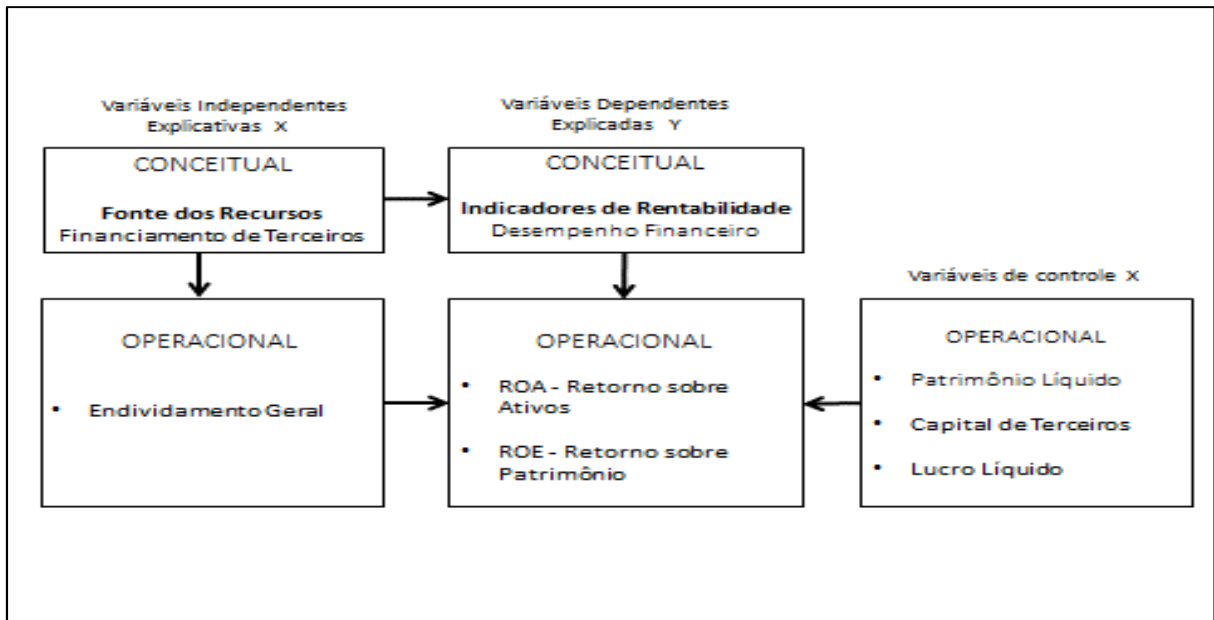 Variáveis Independentes
Explicativas X
CONCEITUAL
Fonte dos Recursos
Financiamento de Terceiros
Variáveis Dependentes
Explicadas Y
CONCEITUAL
Indicadores de Rentabilidade
Desempenho Financeiro
OPERACIONAL
• Endividamento Geral
OPERACIONAL
• ROA - Retorno sobre
Ativos
• ROE - Retorno sobre
Patrimônio
Variáveis de controle X
OPERACIONAL
• Patrimônio Líquido
• Capital de Terceiros
• Lucro Líquido